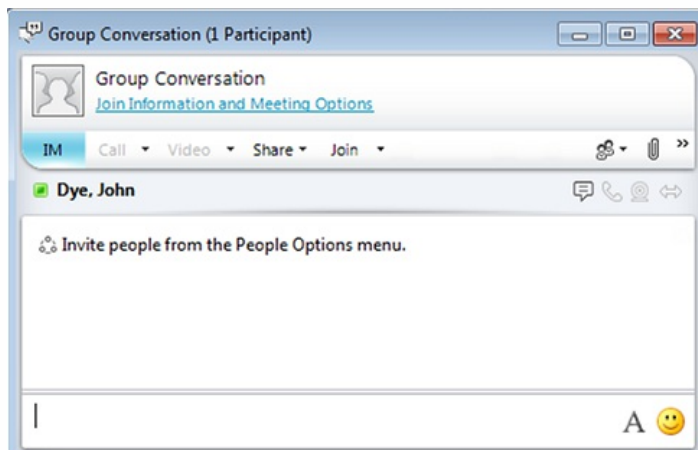 Group Conversation (1 Participant)
Group Conversation
Join Information and Meeting Options
IM Call Video Share Join »
Dye, John
Invite people from the People Options menu.
A